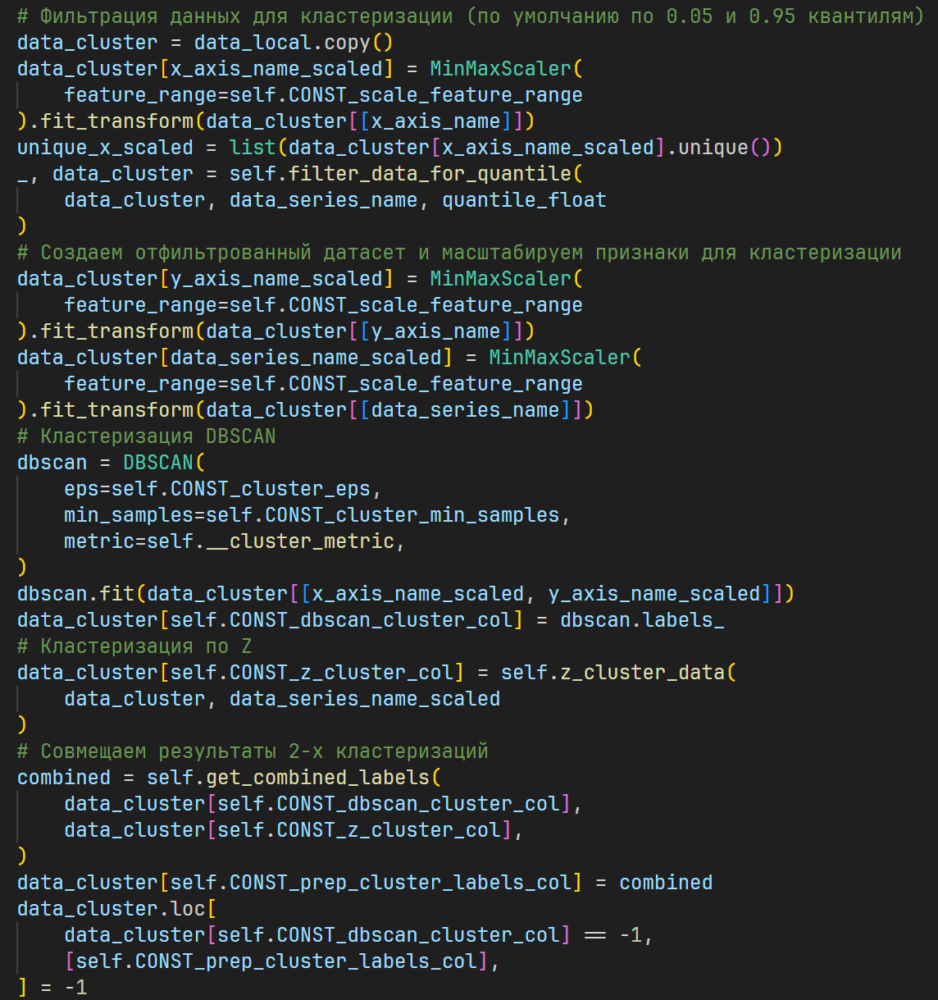 # Фильтрация данных для кластеризации (по умолчанию по 0.05 и 0.95 квантилям)
data_cluster = data_local.copy()
data_cluster[x_axis_name_scaled] = MinMaxScaler(
    feature_range=self.CONST_scale_feature_range
).fit_transform(data_cluster[[x_axis_name]])
unique_x_scaled = list(data_cluster[x_axis_name_scaled].unique())
_, data_cluster = self.filter_data_for_quantile(
    data_cluster, data_series_name, quantile_float
)
# Создаем отфильтрованный датасет и масштабируем признаки для кластеризации
data_cluster[y_axis_name_scaled] = MinMaxScaler(
    feature_range=self.CONST_scale_feature_range
).fit_transform(data_cluster[[y_axis_name]])
data_cluster[data_series_name_scaled] = MinMaxScaler(
    feature_range=self.CONST_scale_feature_range
).fit_transform(data_cluster[[data_series_name]])
# Кластеризация DBSCAN
dbscan = DBSCAN(
    eps=self.CONST_cluster_eps,
    min_samples=self.CONST_cluster_min_samples,
    metric=self.__cluster_metric,
)
dbscan.fit(data_cluster[[x_axis_name_scaled, y_axis_name_scaled]])
data_cluster[self.CONST_dbscan_cluster_col] = dbscan.labels_
# Кластеризация по Z
data_cluster[self.CONST_z_cluster_col] = self.z_cluster_data(
    data_cluster, data_series_name_scaled
)
# Совмещаем результаты 2-х кластеризаций
combined = self.get_combined_labels(
    data_cluster[self.CONST_dbscan_cluster_col],
    data_cluster[self.CONST_z_cluster_col],
)
data_cluster[self.CONST_prep_cluster_labels_col] = combined
data_cluster.loc[
    data_cluster[self.CONST_dbscan_cluster_col] == -1,
    [self.CONST_prep_cluster_labels_col],
] = -1